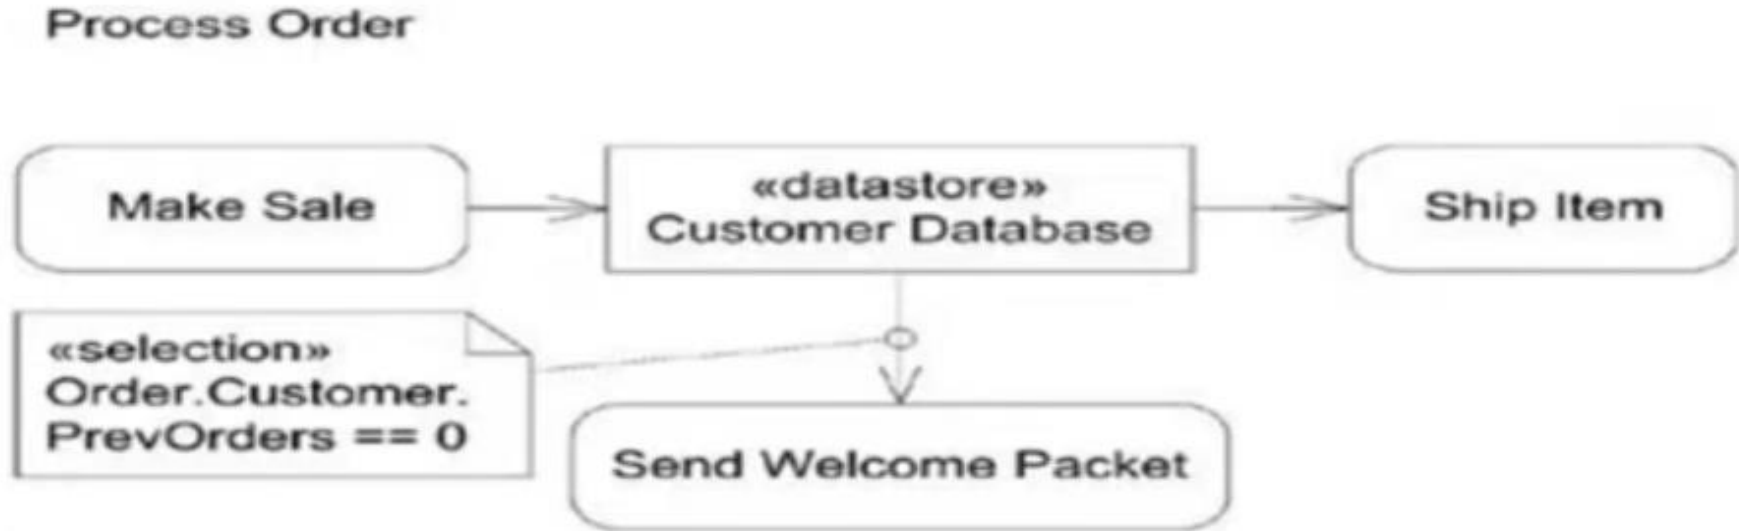 Process Order
Make Sale
«datastore»
Customer Database
Ship Item
«selection»
Order.Customer.
PrevOrders == 0
Send Welcome Packet